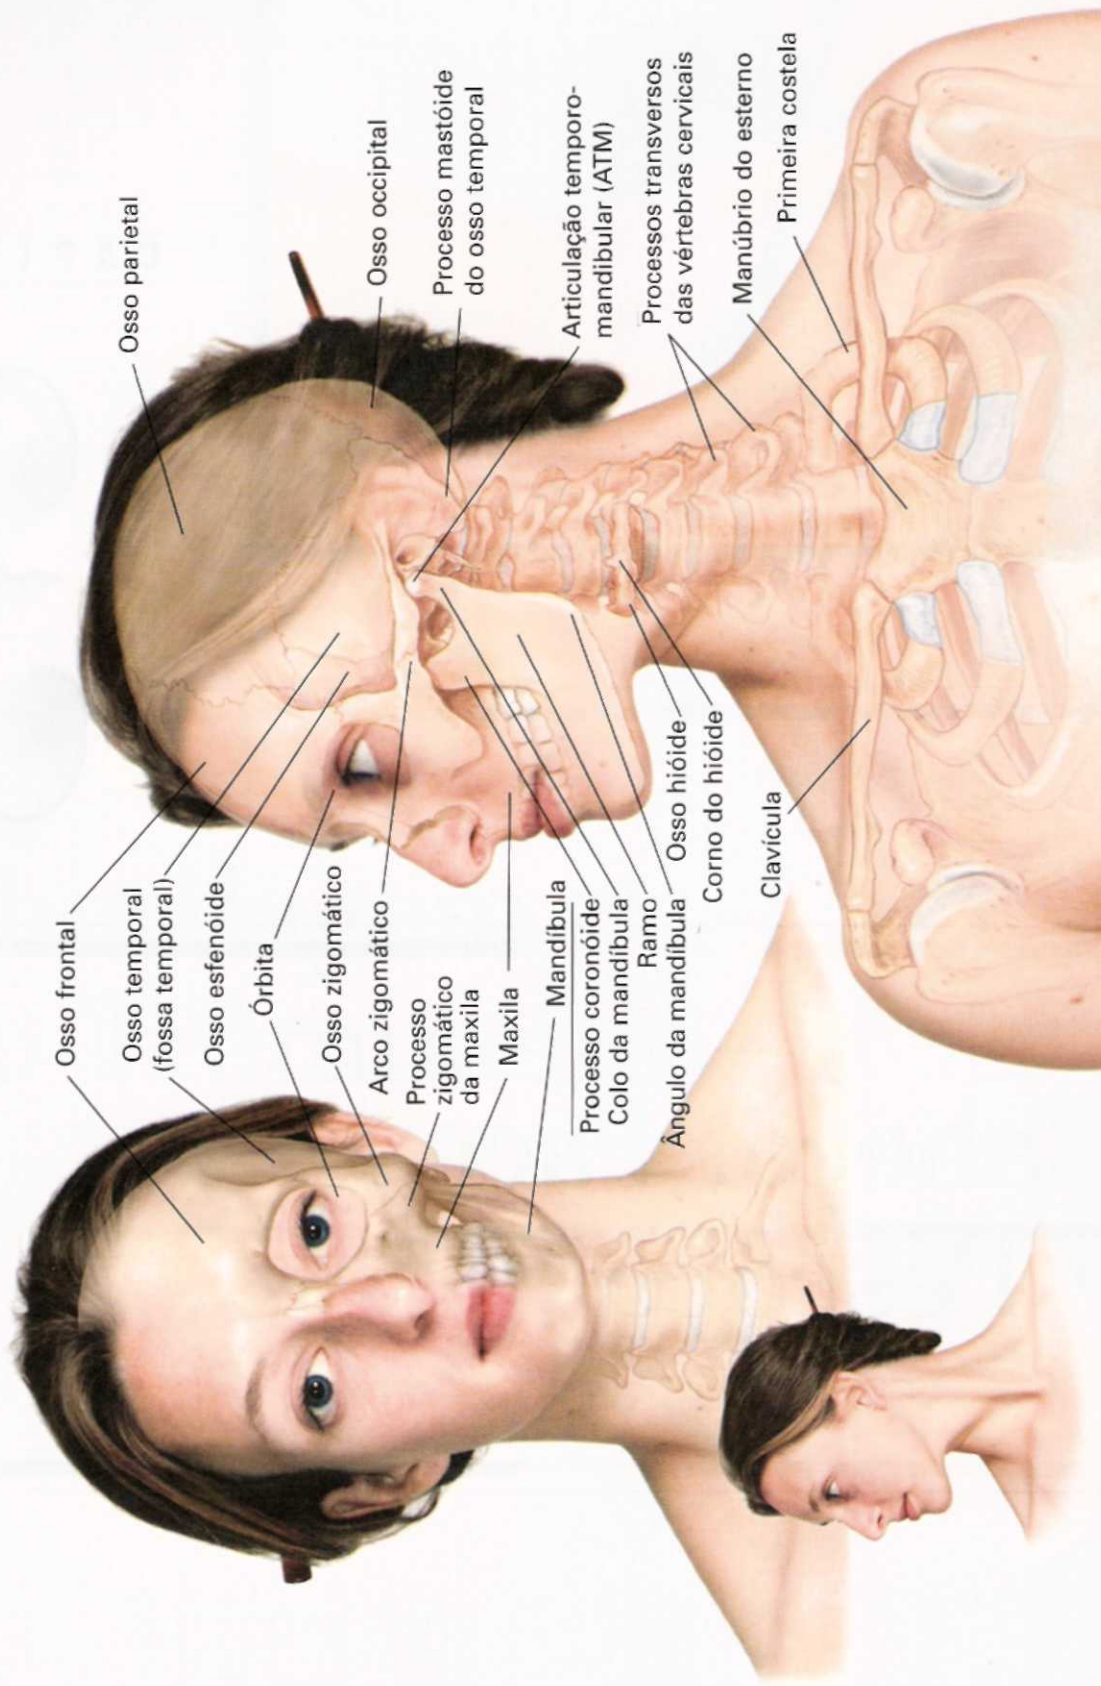 Osso parietal
Osso occipital
Processo mastóide
do osso temporal
Articulação temporo-
mandibular (ATM)
Processos transversos
das vértebras cervicais
Manúbrio do esterno
Primeira costela
Osso frontal
Osso temporal
(fossa temporal)
Osso esfenóide
Órbita
Osso zigomático
Arco zigomático
Processo
zigomático
da maxila
Maxila
Mandíbula
Processo coronóide
Colo da mandíbula
Ramo
Ângulo da mandíbula
Osso hióide
Corno do hióide
Clavícula